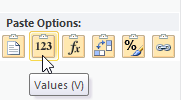 Paste Options:
123 fx %
Values (V)